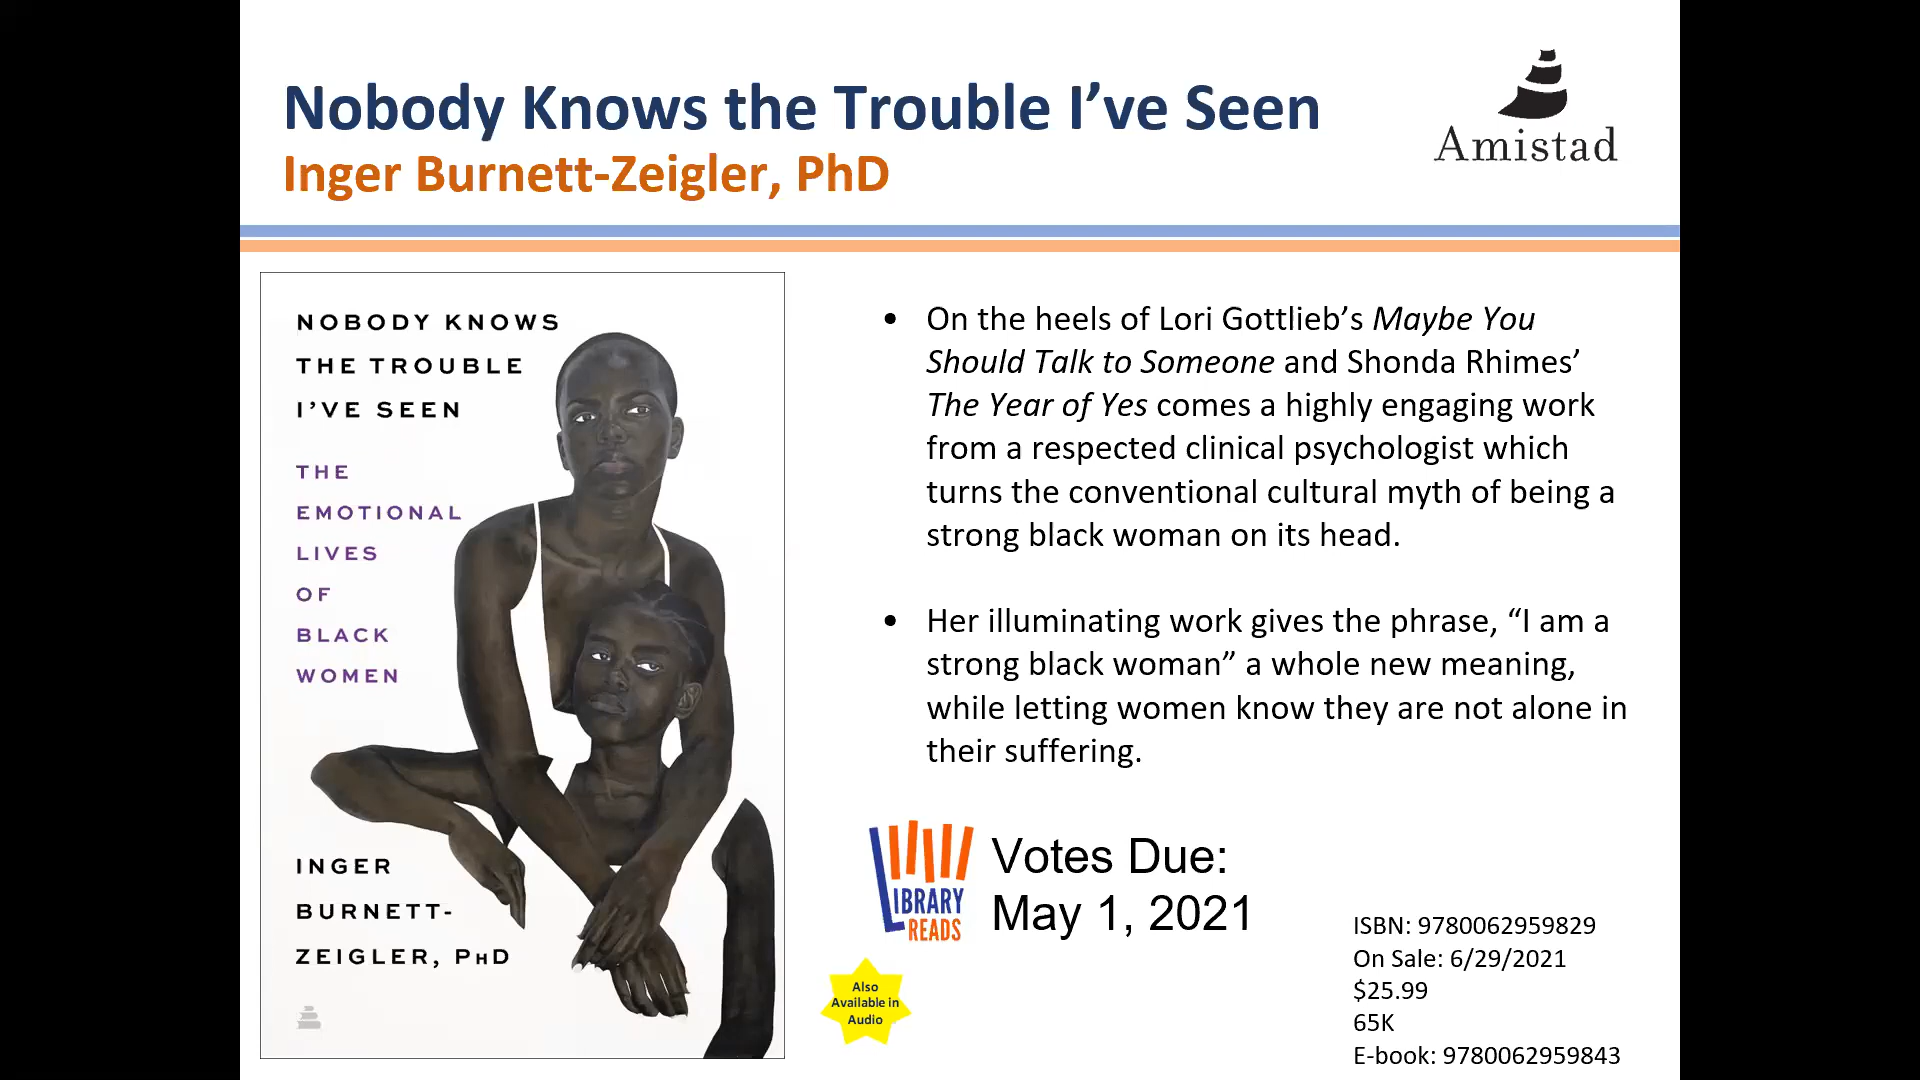 Nobody Knows the Trouble I’ve Seen
Inger Burnett-Zeigler, PhD
Amistad
NOBODY KNOWS
THE TROUBLE
I’VE SEEN
THE
EMOTIONAL
LIVES
OF
BLACK
WOMEN
INGER
BURNETT-
ZEIGLER, PHD
• On the heels of Lori Gottlieb’s Maybe You
Should Talk to Someone and Shonda Rhimes’
The Year of Yes comes a highly engaging work
from a respected clinical psychologist which
turns the conventional cultural myth of being a
strong black woman on its head.
• Her illuminating work gives the phrase, “I am a
strong black woman” a whole new meaning,
while letting women know they are not alone in
their suffering.
LIBRARY
READS
Votes Due:
May 1, 2021
Also
Available in
Audio
ISBN: 9780062959829
On Sale: 6/29/2021
$25.99
65K
E-book: 9780062959843